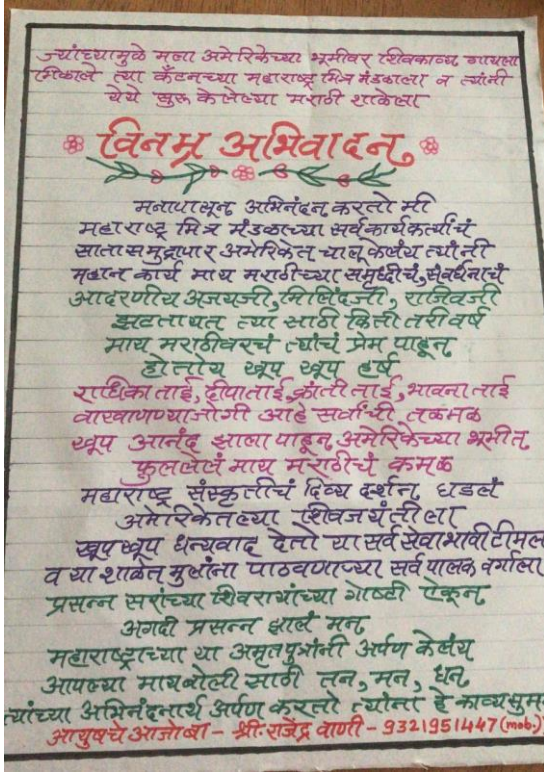 ज्यांच्यामुळे मला अमेरिकेच्या भूमीवर शिवकाव्य गायला
मिळाले त्या कॅंटनच्या महाराष्ट्र मित्र मंडळाला व त्यांनी
येथे सुरू केलेल्या मराठी शाळेला
विनम्र अभिवादन
मनापासून अभिनंदन करतो मी
महाराष्ट्र मित्र मंडळाच्या सर्व कार्यकर्त्यांचं
साता समुद्रापार अमेरिकेत चालू केलंय त्यांनी
महान कार्य माय मराठीच्या समृध्दीचं, संवर्धनाचं
आदरणीय अजयजी, मिलिंदजी, राजिवजी
झटतायत त्या साठी किती तरी वर्ष
माय मराठीवरचं त्यांचं प्रेम पाहून
होतोय खूप खूप हर्ष
राधिका ताई, दीपाताई, क्रांती ताई, भावना ताई
वाखाणण्याजोगी आहे सर्वांची तळमळ
खूप आनंद झाला पाहून अमेरिकेच्या भूमीत
फुललेलं माय मराठीचं कमळ
महाराष्ट्र संस्कृतीचं दिव्य दर्शन घडलं
अमेरिकेतल्या शिवजयंतीला
खूप खूप धन्यवाद देतो या सर्व सेवाभावी टीमला
व या शाळेत मुलांना पाठवणाऱ्या सर्व पालक वर्गाला
प्रसन्न सरांच्या शिवरायांच्या गोष्टी ऐकून
अगदी प्रसन्न झालं मन
महाराष्ट्राच्या या अमृतपुत्रांनी अर्पण केलंय
आपल्या मायबोली साठी तन, मन, धन
त्यांच्या अभिनंदनार्थ अर्पण करतो त्यांना हे काव्यसुमन
आयुषचे आजोबा - श्री. राजेंद्र वाणी - 9321951447 (mob.)